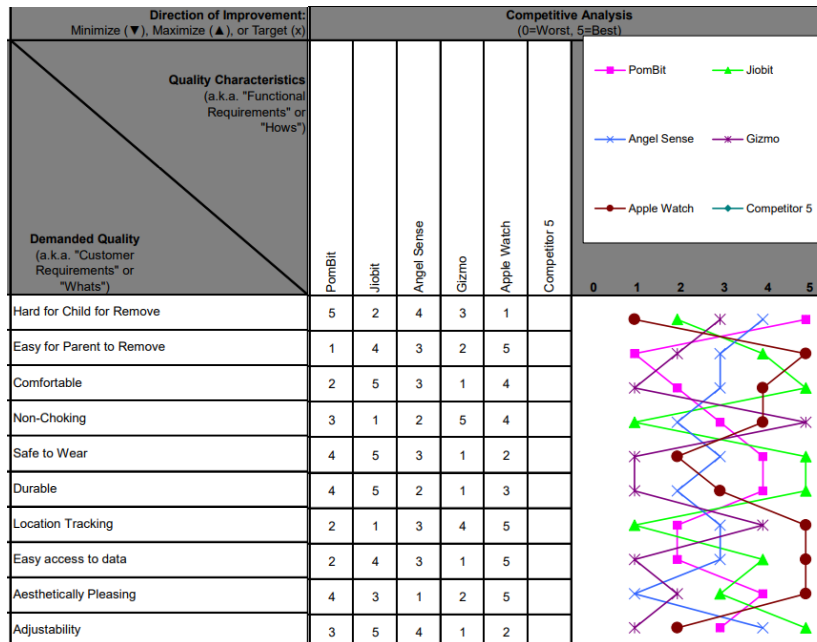 Direction of Improvement:
Minimize (▼), Maximize (▲), or Target (x)
Competitive Analysis
(0=Worst, 5=Best)
Quality Characteristics
(a.k.a. "Functional
Requirements" or
"Hows")
Demanded Quality
(a.k.a. "Customer
Requirements" or
"Whats")
PomBit
Jiobit
Angel Sense
Gizmo
Apple Watch
Competitor 5
PomBit Jiobit
Angel Sense Gizmo
Apple Watch Competitor 5
0 1 2 3 4 5
Hard for Child for Remove 5 2 4 3 1
Easy for Parent to Remove 1 4 3 2 5
Comfortable 2 5 3 1 4
Non-Choking 3 1 2 5 4
Safe to Wear 4 5 3 1 2
Durable 4 5 2 1 3
Location Tracking 2 1 3 4 5
Easy access to data 2 4 3 1 5
Aesthetically Pleasing 4 3 1 2 5
Adjustability 3 5 4 1 2